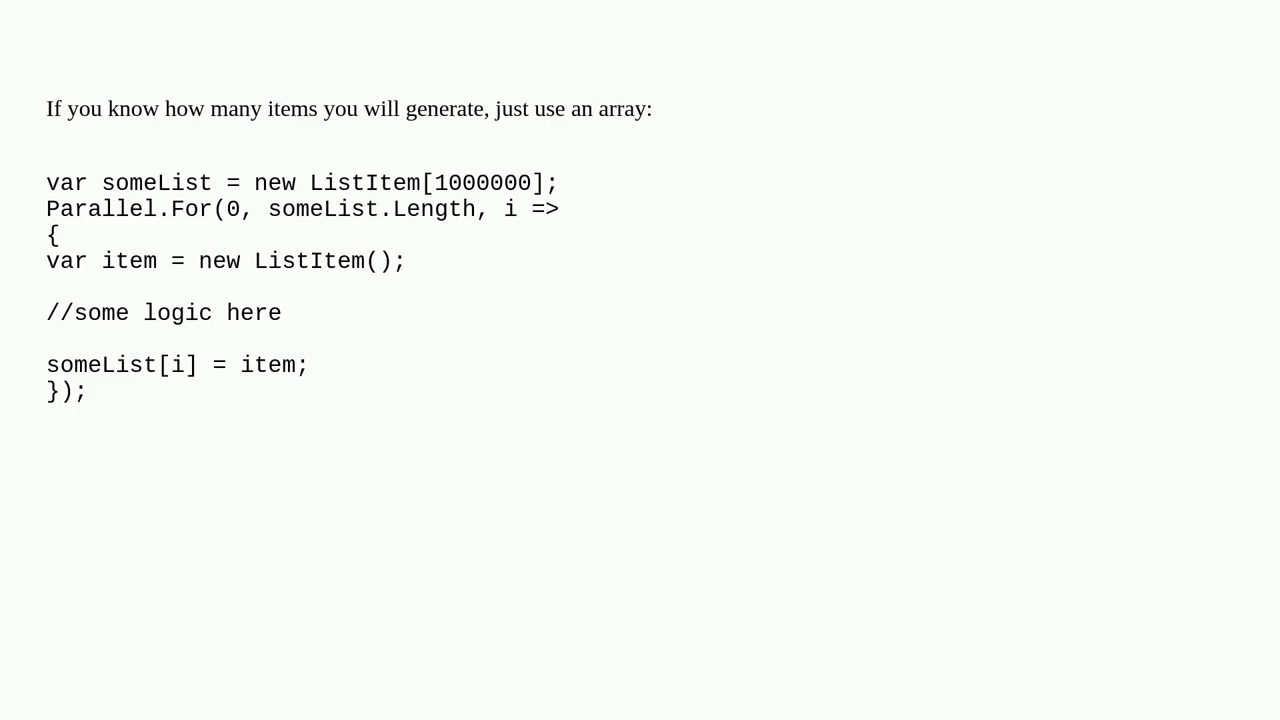 If you know how many items you will generate, just use an array:
var someList = new ListItem[1000000];
Parallel.For(0, someList.Length, i =>
{
var item = new ListItem();
//some logic here
someList[i] = item;
});